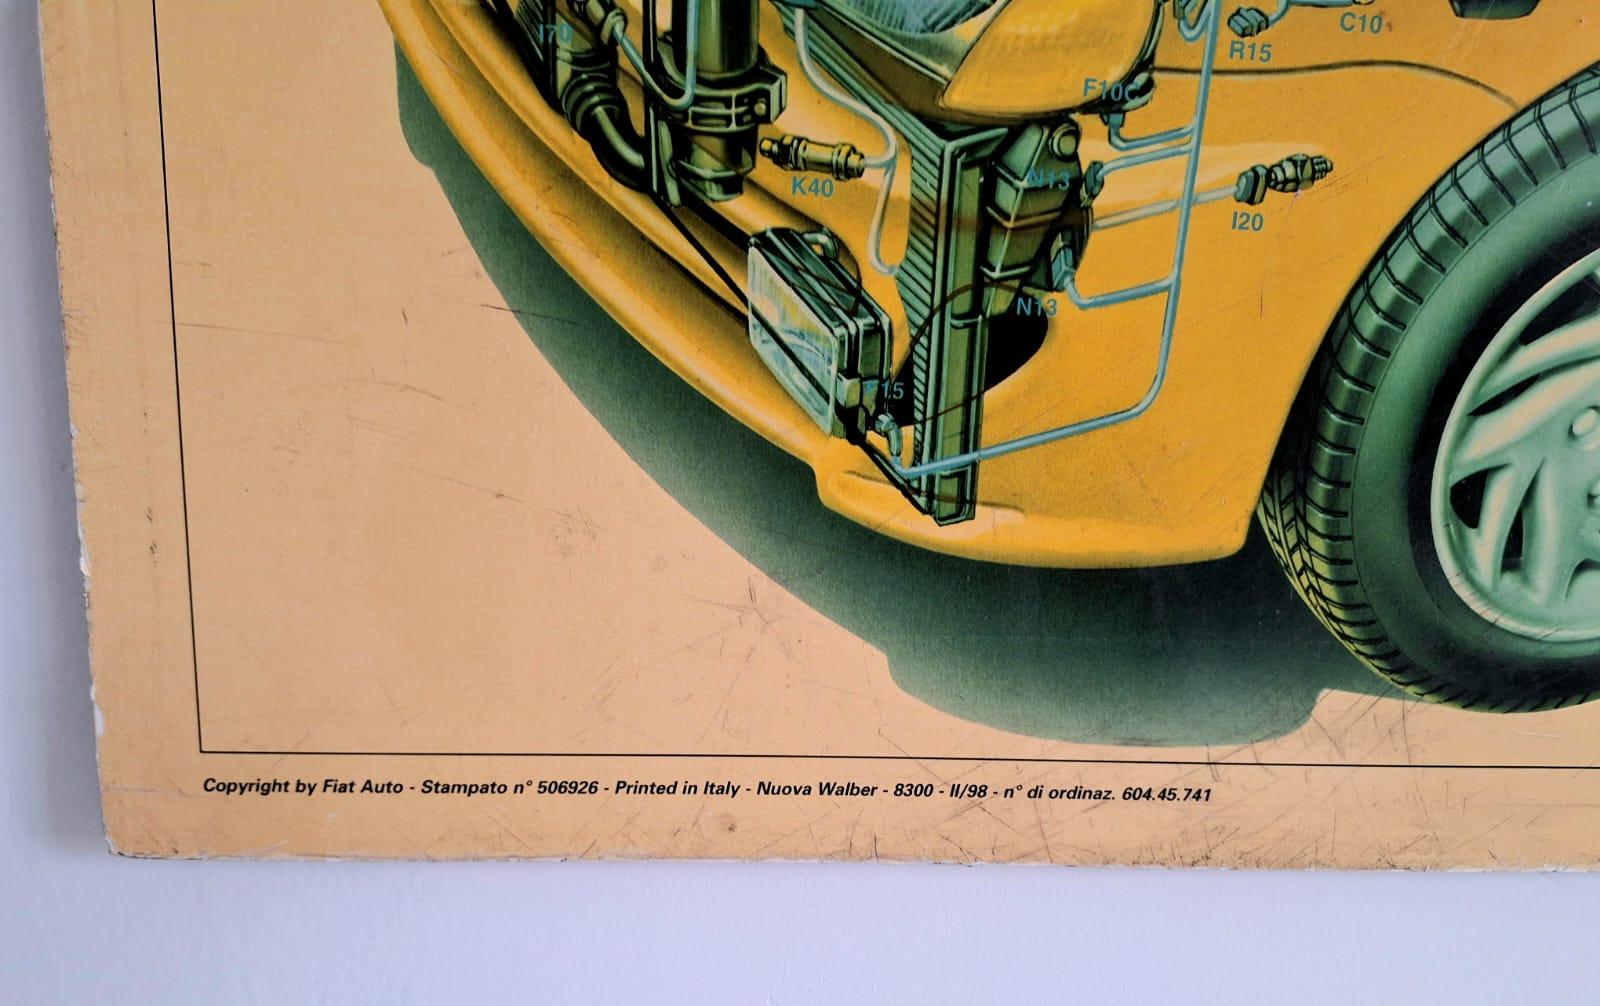 I70
C10
R15
F10C
K40
N13
I20
N13
F15
Copyright by Fiat Auto - Stampato n° 506926 - Printed in Italy - Nuova Walber - 8300 - II/98 - n° di ordinaz. 604.45.741